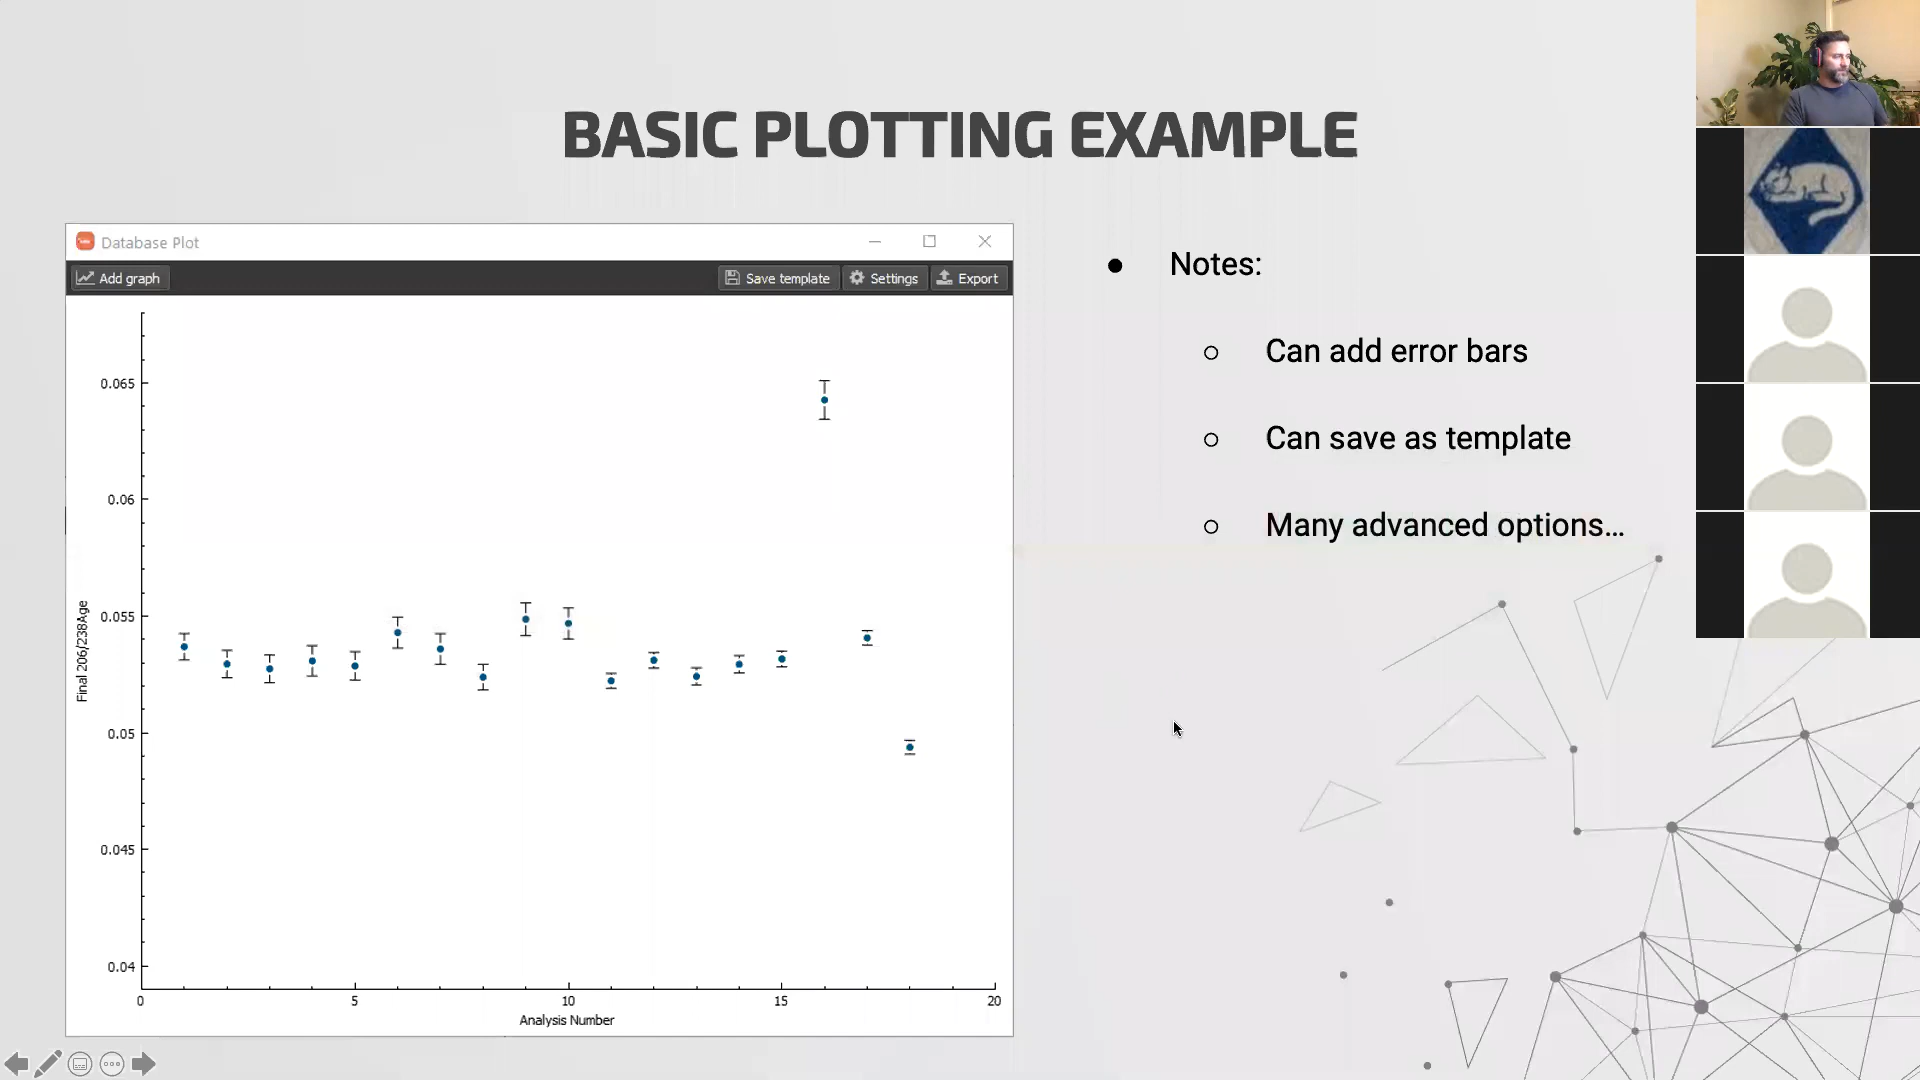 BASIC PLOTTING EXAMPLE
Database Plot
Add graph
Save template
Settings
Export
0.065
0.06
0.055
0.05
0.045
0.04
Final 206/238Age
0
5
10
15
20
Analysis Number
Notes:
Can add error bars
Can save as template
Many advanced options...